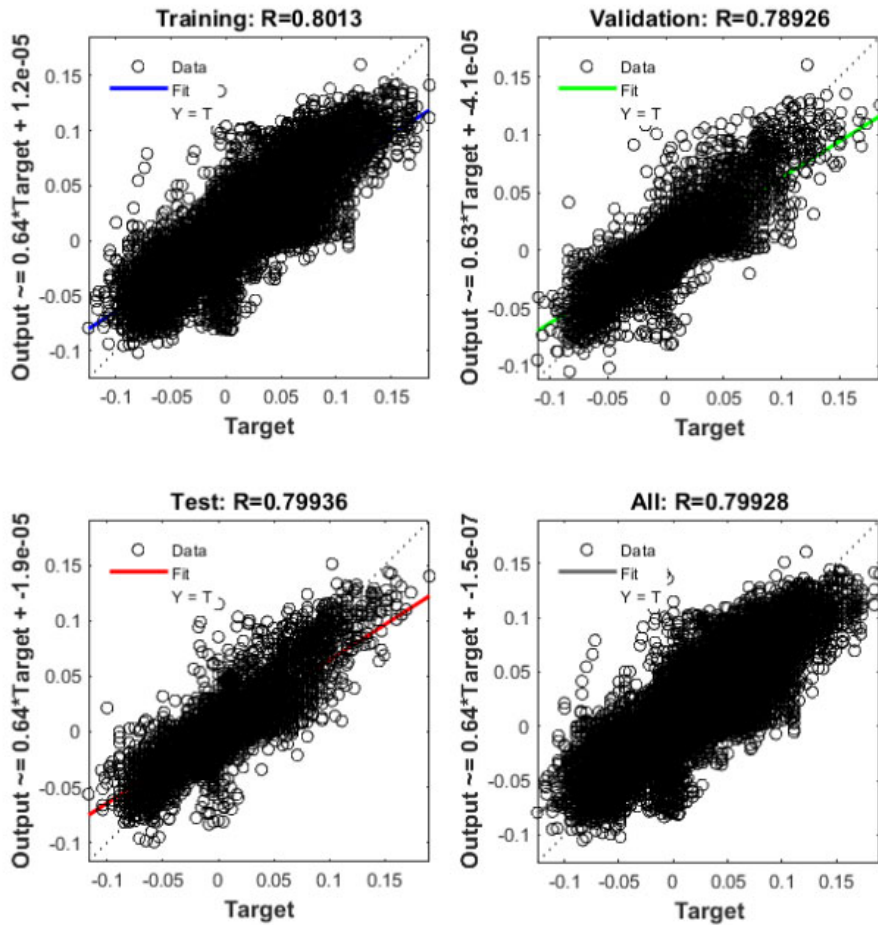 Training: R=0.8013
Output ~= 0.64*Target + 1.2e-05
Data
Fit
Y = T
0.15
0.1
0.05
0
-0.05
-0.1
-0.1 -0.05 0 0.05 0.1 0.15
Target
Validation: R=0.78926
Output ~= 0.63*Target + -4.1e-05
Data
Fit
Y = T
0.15
0.1
0.05
0
-0.05
-0.1
-0.1 -0.05 0 0.05 0.1 0.15
Target
Test: R=0.79936
Output ~= 0.64*Target + -1.9e-05
Data
Fit
Y = T
0.15
0.1
0.05
0
-0.05
-0.1
-0.1 -0.05 0 0.05 0.1 0.15
Target
All: R=0.79928
Output ~= 0.64*Target + -1.5e-07
Data
Fit
Y = T
0.15
0.1
0.05
0
-0.05
-0.1
-0.1 -0.05 0 0.05 0.1 0.15
Target